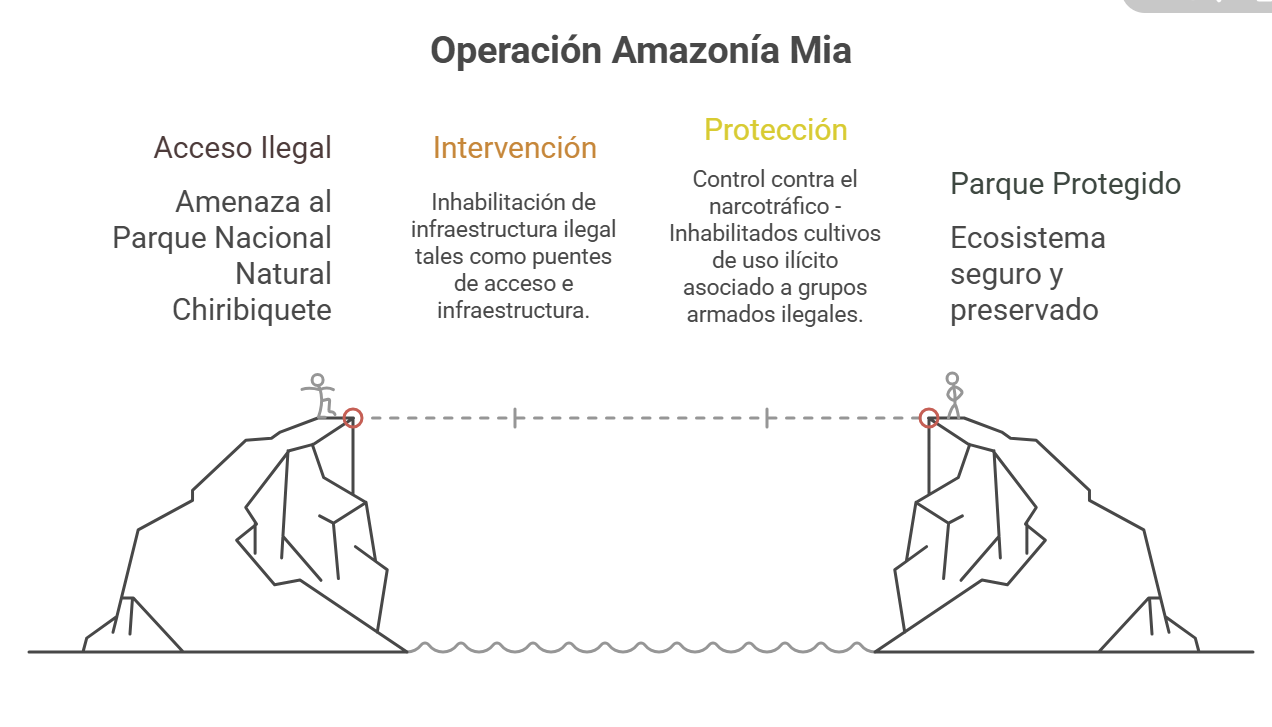 Operación Amazonía Mia
Acceso Ilegal
Amenaza al
Parque Nacional
Natural
Chiribiquete
Intervención
Inhabilitación de
infraestructura ilegal
tales como puentes
de acceso e
infraestructura.
Protección
Control contra el
narcotráfico -
Inhabilitados cultivos
de uso ilícito
asociado a grupos
armados ilegales.
Parque Protegido
Ecosistema
seguro y
preservado